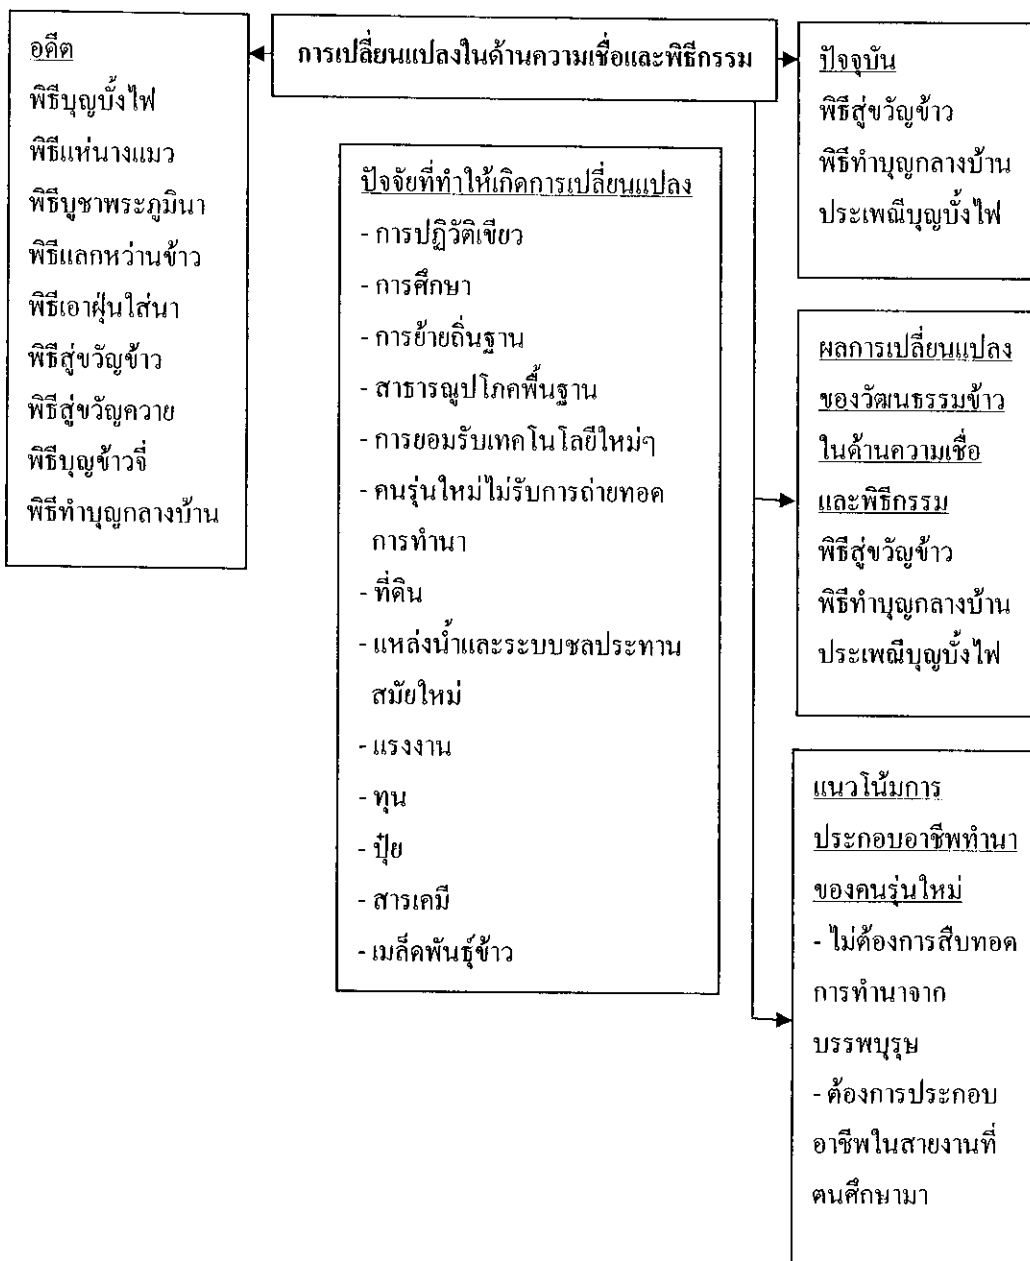 การเปลี่ยนแปลงในด้านความเชื่อและพิธีกรรม
อดีต
พิธีบุญบั้งไฟ
พิธีแห่นางแมว
พิธีบูชาพระภูมินา
พิธีแลกหว่านข้าว
พิธีเอาฝุ่นใส่นา
พิธีสู่ขวัญข้าว
พิธีสู่ขวัญควาย
พิธีบุญข้าวจี่
พิธีทำบุญกลางบ้าน
ปัจจัยที่ทำให้เกิดการเปลี่ยนแปลง
- การปฏิวัติเขียว
- การศึกษา
- การย้ายถิ่นฐาน
- สาธารณูปโภคพื้นฐาน
- การยอมรับเทคโนโลยีใหม่ๆ
- คนรุ่นใหม่ไม่รับการถ่ายทอด
การทำนา
- ที่ดิน
- แหล่งน้ำและระบบชลประทาน
สมัยใหม่
- แรงงาน
- ทุน
- ปุ๋ย
- สารเคมี
- เมล็ดพันธุ์ข้าว
ปัจจุบัน
พิธีสู่ขวัญข้าว
พิธีทำบุญกลางบ้าน
ประเพณีบุญบั้งไฟ
ผลการเปลี่ยนแปลง
ของวัฒนธรรมข้าว
ในด้านความเชื่อ
และพิธีกรรม
พิธีสู่ขวัญข้าว
พิธีทำบุญกลางบ้าน
ประเพณีบุญบั้งไฟ
แนวโน้มการ
ประกอบอาชีพทำนา
ของคนรุ่นใหม่
- ไม่ต้องการสืบทอด
การทำนาจาก
บรรพบุรุษ
- ต้องการประกอบ
อาชีพในสายงานที่
ตนศึกษามา